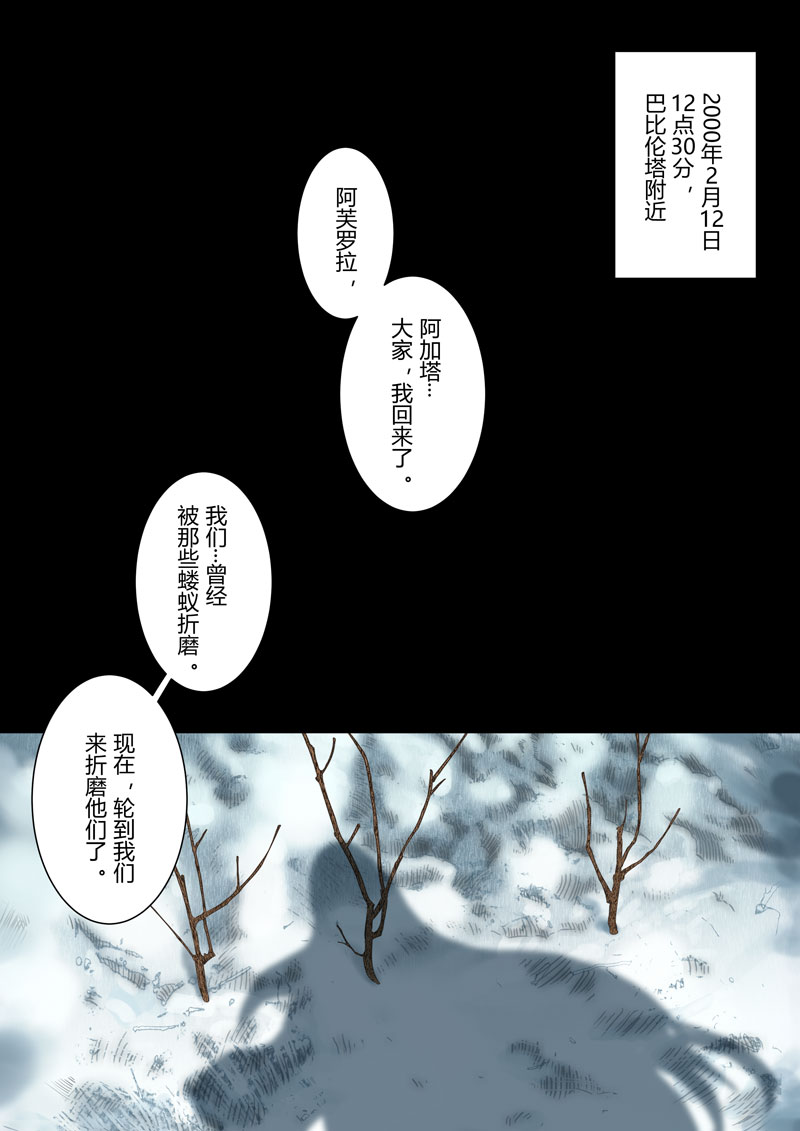 2000年2月12日
12点30分，
巴比伦塔附近
阿芙罗拉，
阿加塔…
大家，我回来了。
我们…曾经
被那些蝼蚁折磨。
现在，轮到我们
来折磨他们了。